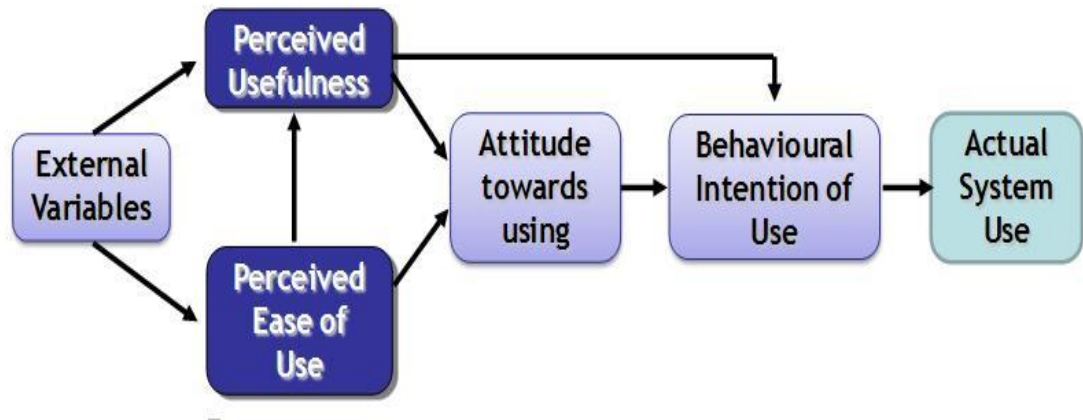 Perceived
Usefulness
External
Variables
Perceived
Ease of
Use
Attitude
towards
using
Behavioural
Intention of
Use
Actual
System
Use